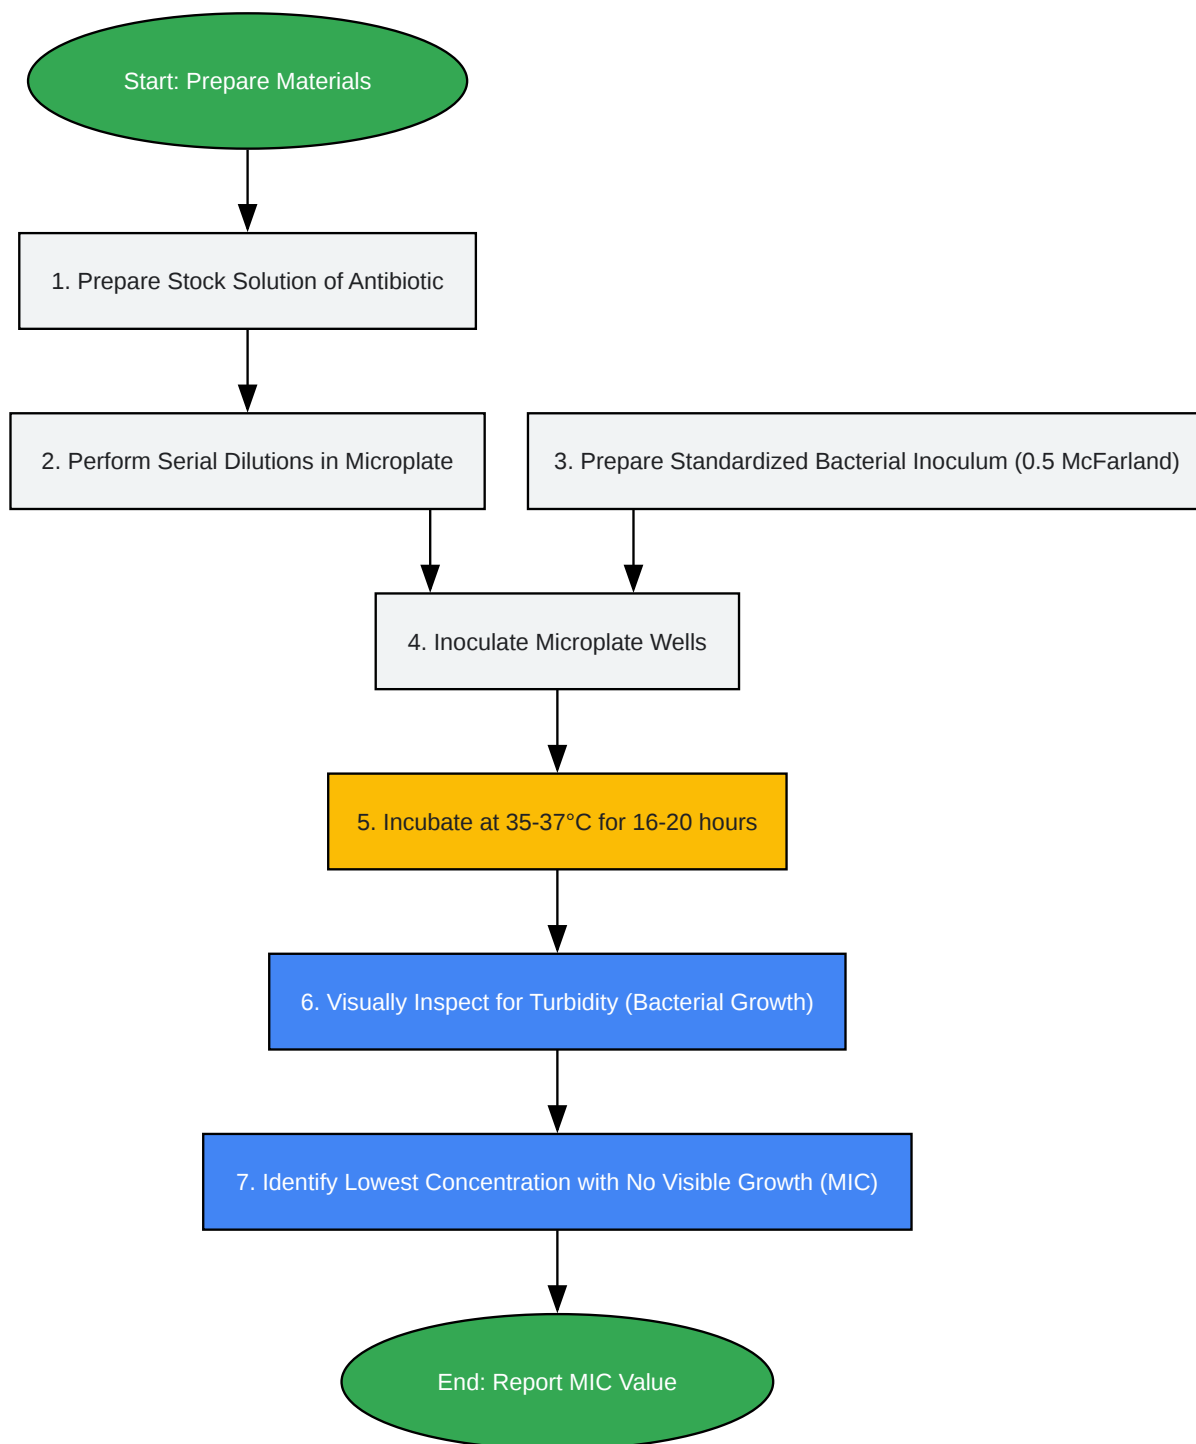 Start: Prepare Materials
1. Prepare Stock Solution of Antibiotic
2. Perform Serial Dilutions in Microplate
3. Prepare Standardized Bacterial Inoculum (0.5 McFarland)
4. Inoculate Microplate Wells
5. Incubate at 35-37°C for 16-20 hours
6. Visually Inspect for Turbidity (Bacterial Growth)
7. Identify Lowest Concentration with No Visible Growth (MIC)
End: Report MIC Value